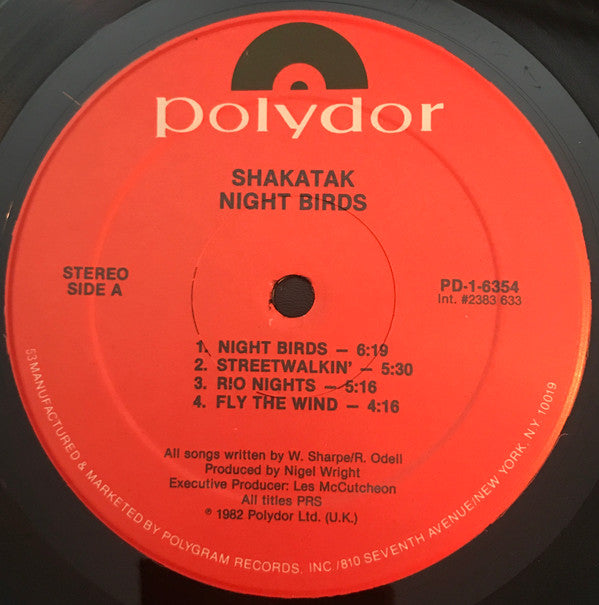 polydor
SHAKATAK
NIGHT BIRDS
STEREO
SIDE A
PD-1-6354
Int. #2383 633
1. NIGHT BIRDS — 6:19
2. STREETWALKIN' — 5:30
3. RIO NIGHTS — 5:16
4. FLY THE WIND — 4:16
All songs written by W. Sharpe/R. Odell
Produced by Nigel Wright
Executive Producer: Les McCutcheon
All titles PRS
℗ 1982 Polydor Ltd. (U.K.)
53 MANUFACTURED & MARKETED BY POLYGRAM RECORDS, INC /810 SEVENTH AVENUE/NEW YORK, NY 10019